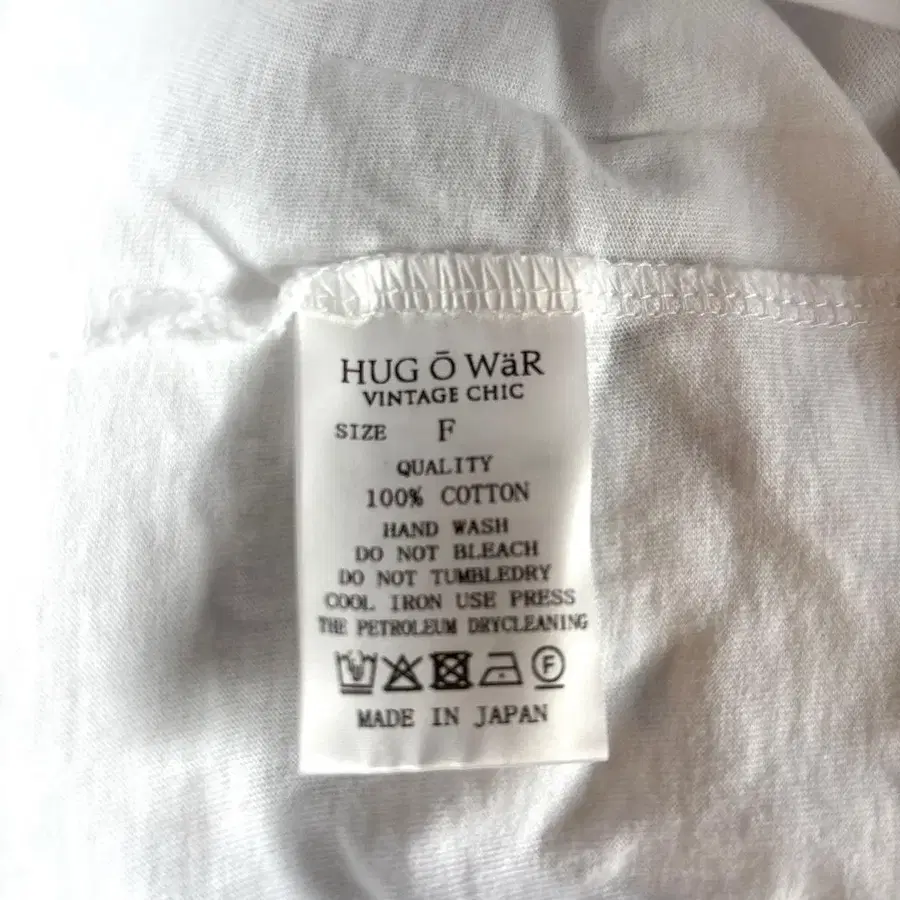 HUG Ō WäR
VINTAGE CHIC
SIZE F
QUALITY
100% COTTON
HAND WASH
DO NOT BLEACH
DO NOT TUMBLEDRY
COOL IRON USE PRESS
THE PETROLEUM DRYCLEANING
F
MADE IN JAPAN